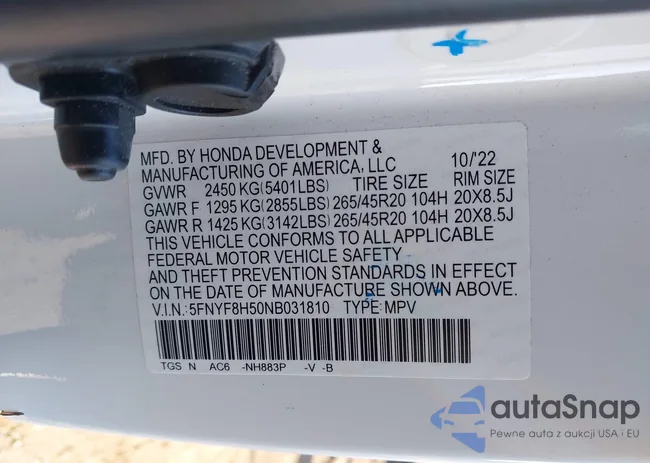 MFD. BY HONDA DEVELOPMENT &
MANUFACTURING OF AMERICA, LLC 10/'22
GVWR 2450 KG(5401LBS) TIRE SIZE RIM SIZE
GAWR F 1295 KG(2855LBS) 265/45R20 104H 20X8.5J
GAWR R 1425 KG(3142LBS) 265/45R20 104H 20X8.5J
THIS VEHICLE CONFORMS TO ALL APPLICABLE
FEDERAL MOTOR VEHICLE SAFETY
AND THEFT PREVENTION STANDARDS IN EFFECT
ON THE DATE OF MANUFACTURE SHOWN ABOVE.
V.I.N.: 5FNYF8H50NB031810 TYPE: MPV
TGS N AC6 -NH883P -V -B
autaSnap
Pewne auta z aukcji USA i EU